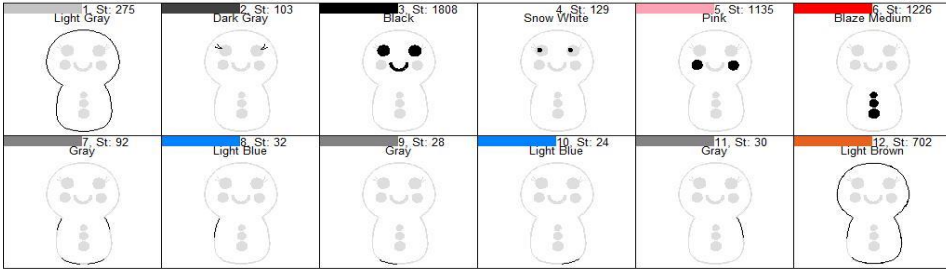 1, St: 275
Light Gray
2, St: 103
Dark Gray
3, St: 1808
Black
4, St: 129
Snow White
5, St: 1135
Pink
6, St: 1226
Blaze Medium
7, St: 92
Gray
8, St: 32
Light Blue
9, St: 28
Gray
10, St: 24
Light Blue
11, St: 30
Gray
12, St: 702
Light Brown